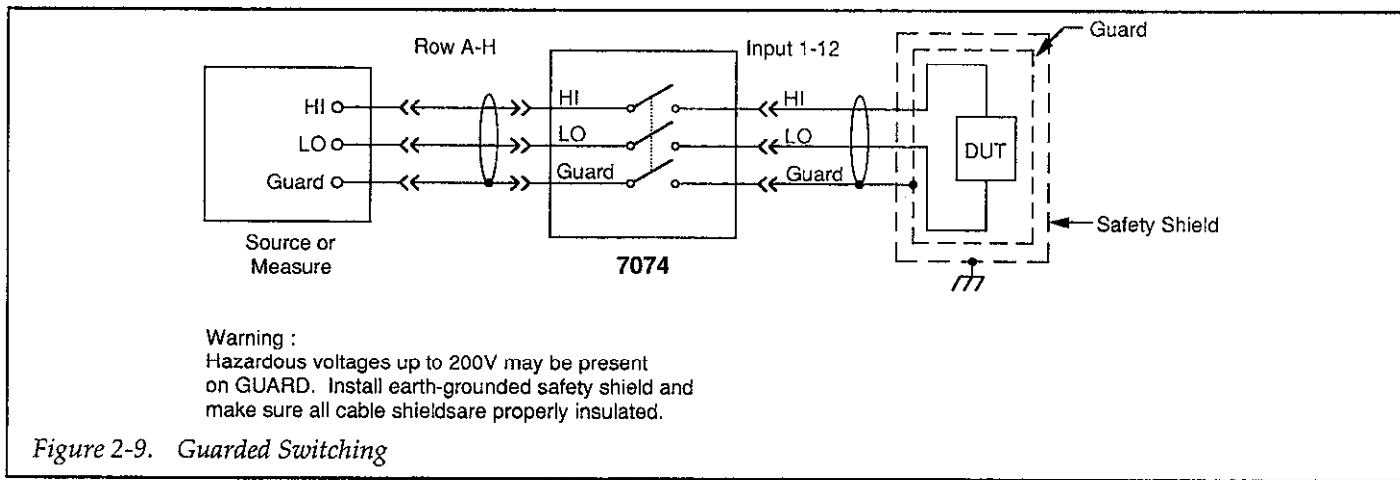 Guard
Row A-H
Input 1-12
HI
HI
HI
LO
LO
LO
DUT
Guard
Guard
Guard
Safety Shield
Source or
Measure
7074
Warning :
Hazardous voltages up to 200V may be present
on GUARD. Install earth-grounded safety shield and
make sure all cable shieldsare properly insulated.
Figure 2-9. Guarded Switching